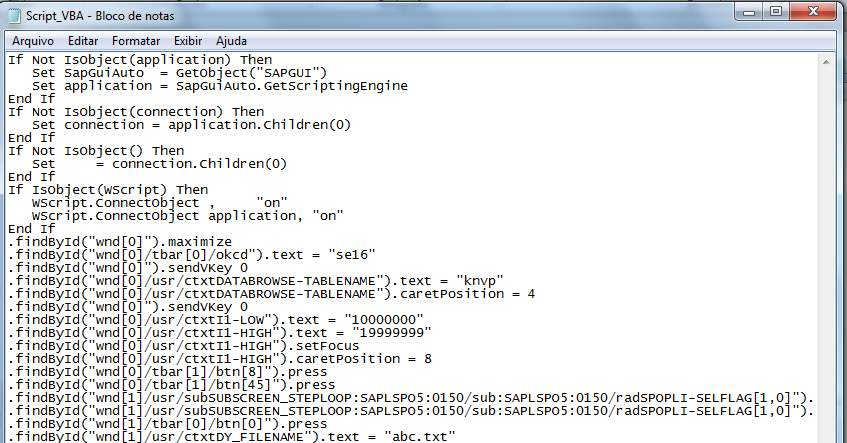 Script_VBA - Bloco de notas
Arquivo Editar Formatar Exibir Ajuda
If Not IsObject(application) Then
   Set SapGuiAuto  = GetObject("SAPGUI")
   Set application = SapGuiAuto.GetScriptingEngine
End If
If Not IsObject(connection) Then
   Set connection = application.Children(0)
End If
If Not IsObject() Then
   Set     = connection.Children(0)
End If
If IsObject(WScript) Then
   WScript.ConnectObject ,     "on"
   WScript.ConnectObject application, "on"
End If
.findById("wnd[0]").maximize
.findById("wnd[0]/tbar[0]/okcd").text = "se16"
.findById("wnd[0]").sendVKey 0
.findById("wnd[0]/usr/ctxtDATABROWSE-TABLENAME").text = "knvp"
.findById("wnd[0]/usr/ctxtDATABROWSE-TABLENAME").caretPosition = 4
.findById("wnd[0]").sendVKey 0
.findById("wnd[0]/usr/ctxtI1-LOW").text = "10000000"
.findById("wnd[0]/usr/ctxtI1-HIGH").text = "19999999"
.findById("wnd[0]/usr/ctxtI1-HIGH").setFocus
.findById("wnd[0]/usr/ctxtI1-HIGH").caretPosition = 8
.findById("wnd[0]/tbar[1]/btn[8]").press
.findById("wnd[0]/tbar[1]/btn[45]").press
.findById("wnd[1]/usr/subSUBSCREEN_STEPLOOP:SAPLSPO5:0150/sub:SAPLSPO5:0150/radSPOPLI-SELFLAG[1,0]").
.findById("wnd[1]/usr/subSUBSCREEN_STEPLOOP:SAPLSPO5:0150/sub:SAPLSPO5:0150/radSPOPLI-SELFLAG[1,0]").
.findById("wnd[1]/tbar[0]/btn[0]").press
.findById("wnd[1]/usr/ctxtDY_FILENAME").text = "abc.txt"